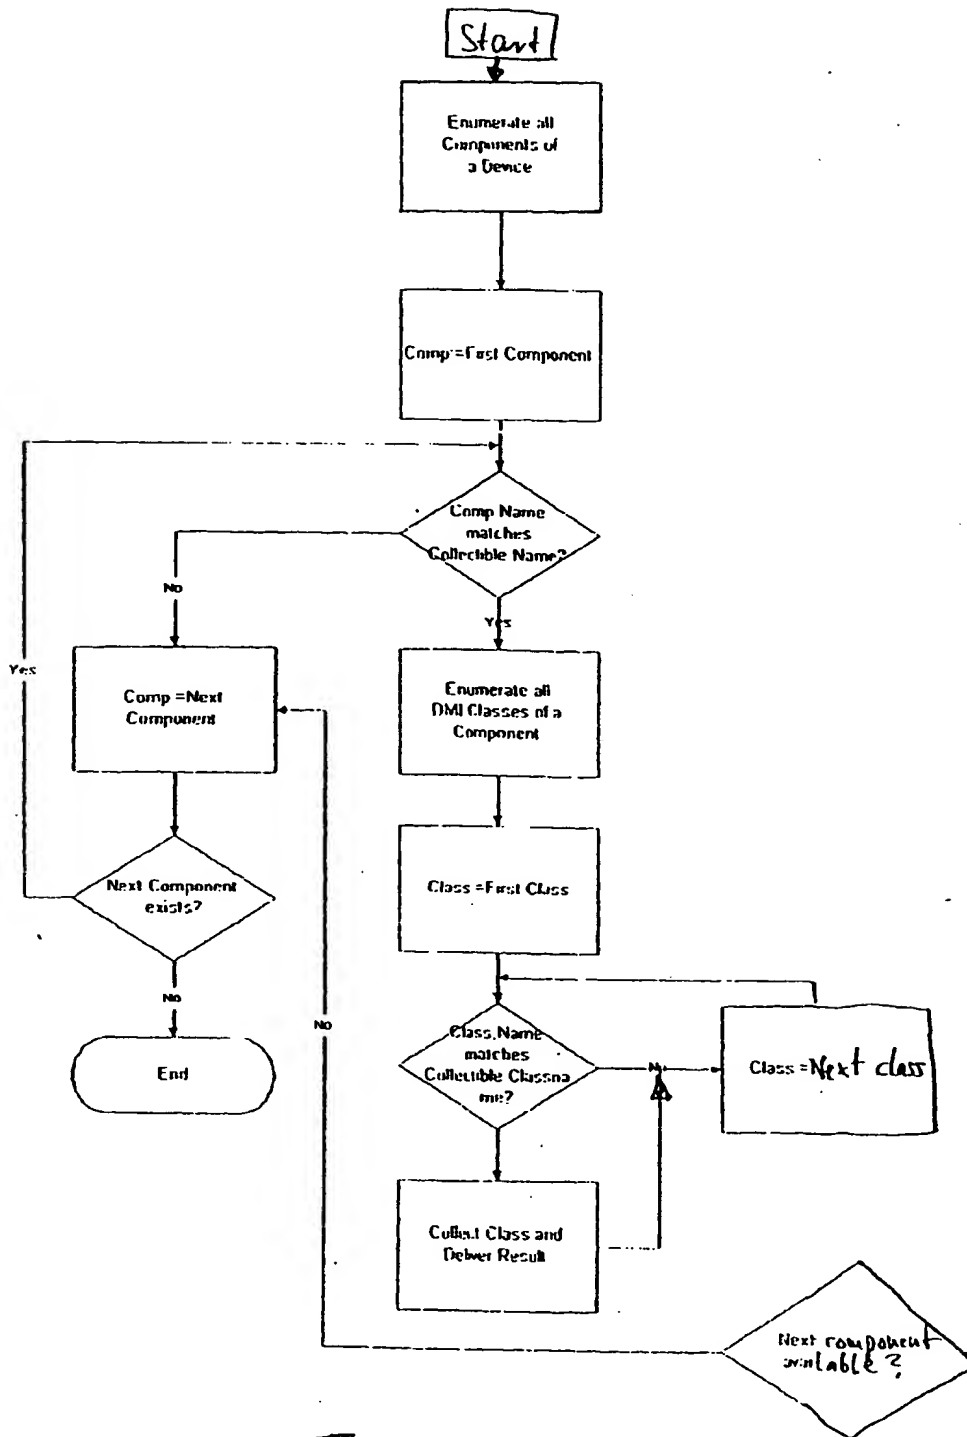 Start
Enumerate all
Components of
a Device
Comp=First Component
Comp Name
matches
Collectible Name?
No
Yes
Yes
Comp =Next
Component
Enumerate all
DMI Classes of a
Component
Next Component
exists?
Class =First Class
No
No
End
Class Name
matches
Collectible Classna
me?
Class =Next class
Collect Class and
Deliver Result
Next component
available?